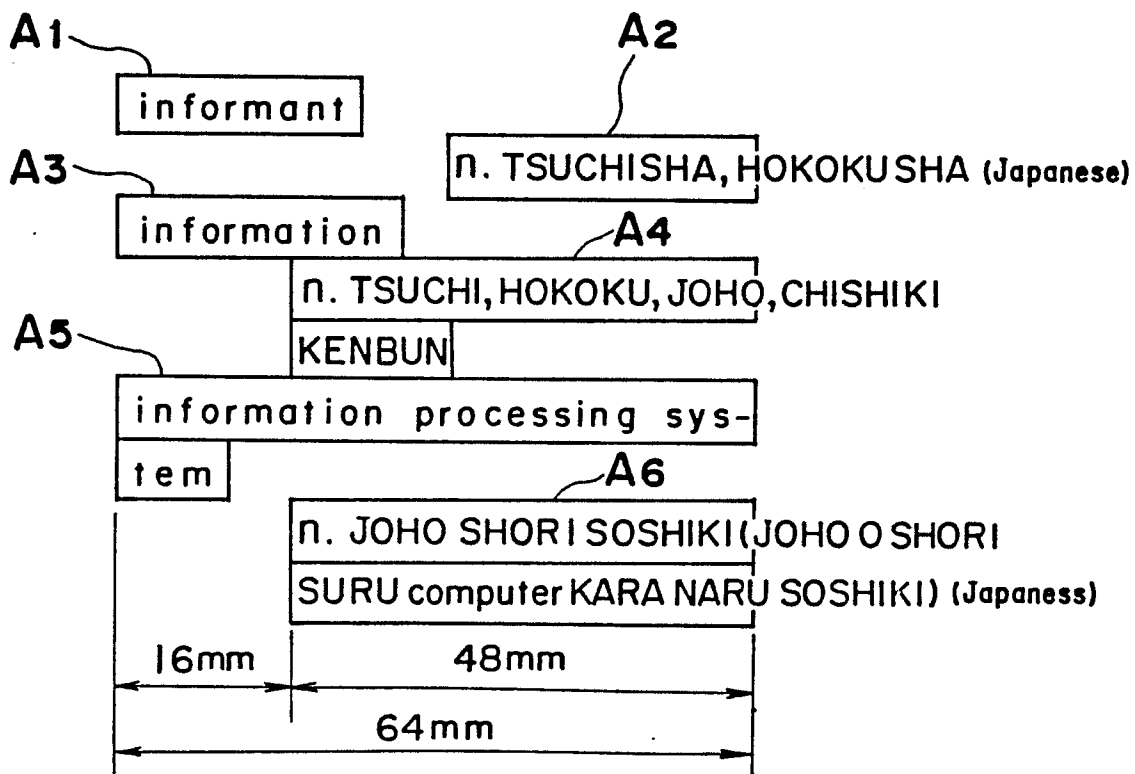 A1
A2
informant
n. TSUCHISHA, HOKOKUSHA (Japanese)
A3
information
A4
n. TSUCHI, HOKOKU, JOHO, CHISHIKI
KENBUN
A5
information processing sys-
tem
A6
n. JOHO SHORI SOSHIKI (JOHO O SHORI
SURU computer KARA NARU SOSHIKI) (Japaness)
16mm
48mm
64mm